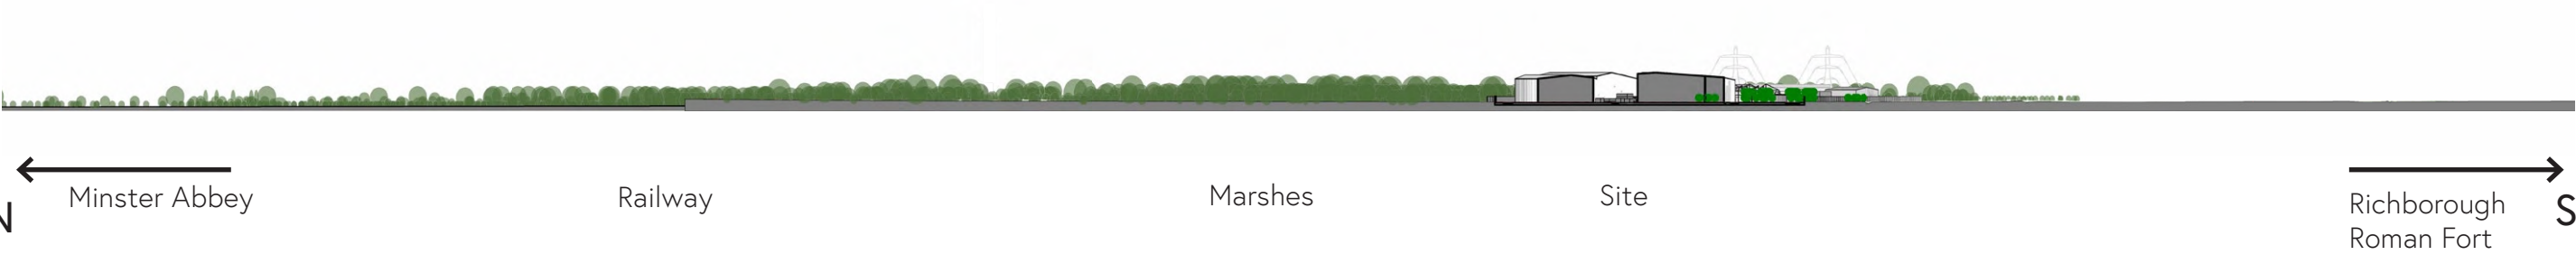 Minster Abbey
Railway
Marshes
Site
Richborough
Roman Fort
N
S